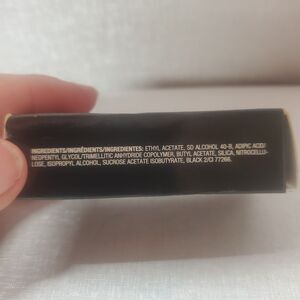 INGREDIENTS/INGRÉDIENTS/INGREDIENTES: ETHYL ACETATE, SD ALCOHOL 40-B, ADIPIC ACID/
NEOPENTYL GLYCOL/TRIMELLITIC ANHYDRIDE COPOLYMER, BUTYL ACETATE, SILICA, NITROCELLU-
LOSE, ISOPROPYL ALCOHOL, SUCROSE ACETATE ISOBUTYRATE, BLACK 2/CI 77266.